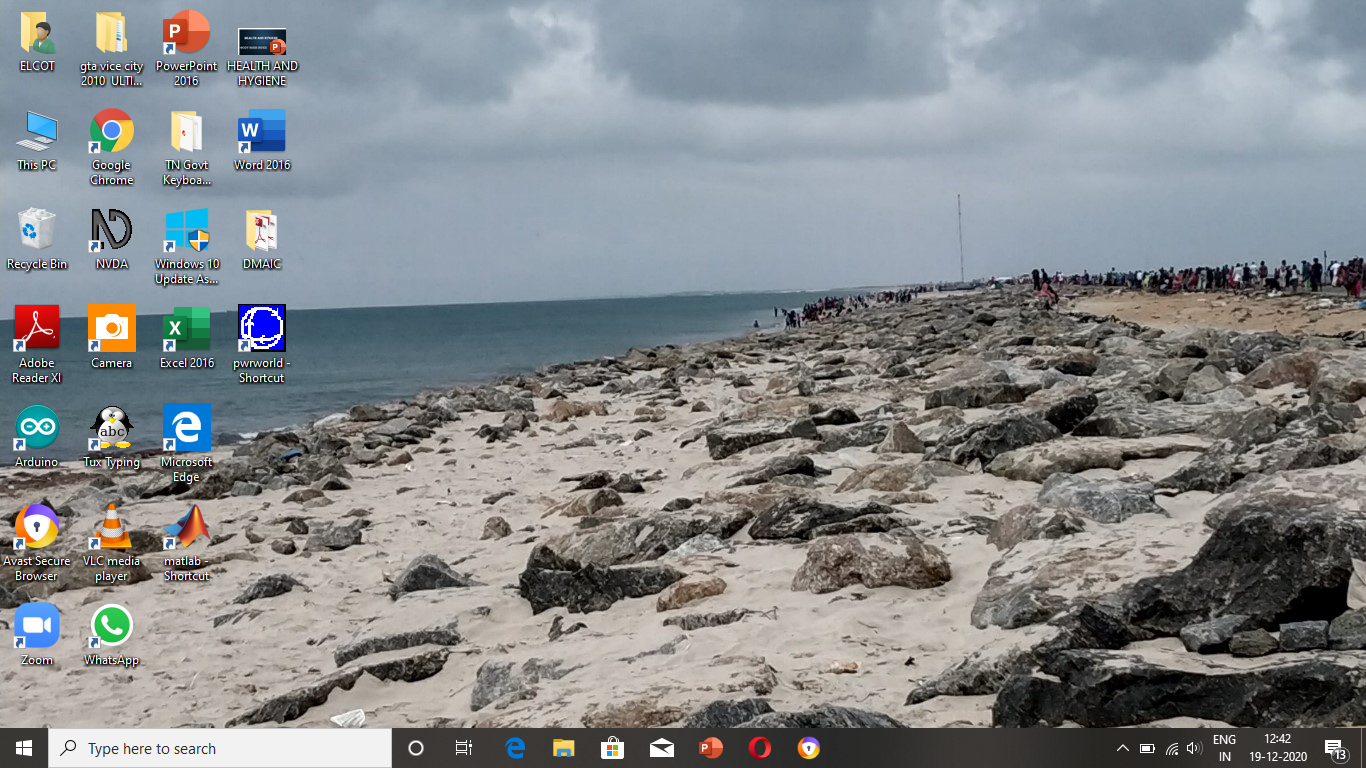 ELCOT
gta vice city
2010 ULTI...
PowerPoint
2016
HEALTH AND
HYGIENE
This PC
Google
Chrome
TN Govt
Keyboa...
Word 2016
Recycle Bin
NVDA
Windows 10
Update As...
DMAIC
Adobe
Reader XI
Camera
Excel 2016
pwrworld -
Shortcut
Arduino
abc
Tux Typing
Microsoft
Edge
Avast Secure
Browser
VLC media
player
matlab -
Shortcut
Zoom
WhatsApp
Type here to search
ENG
IN
12:42
19-12-2020
13